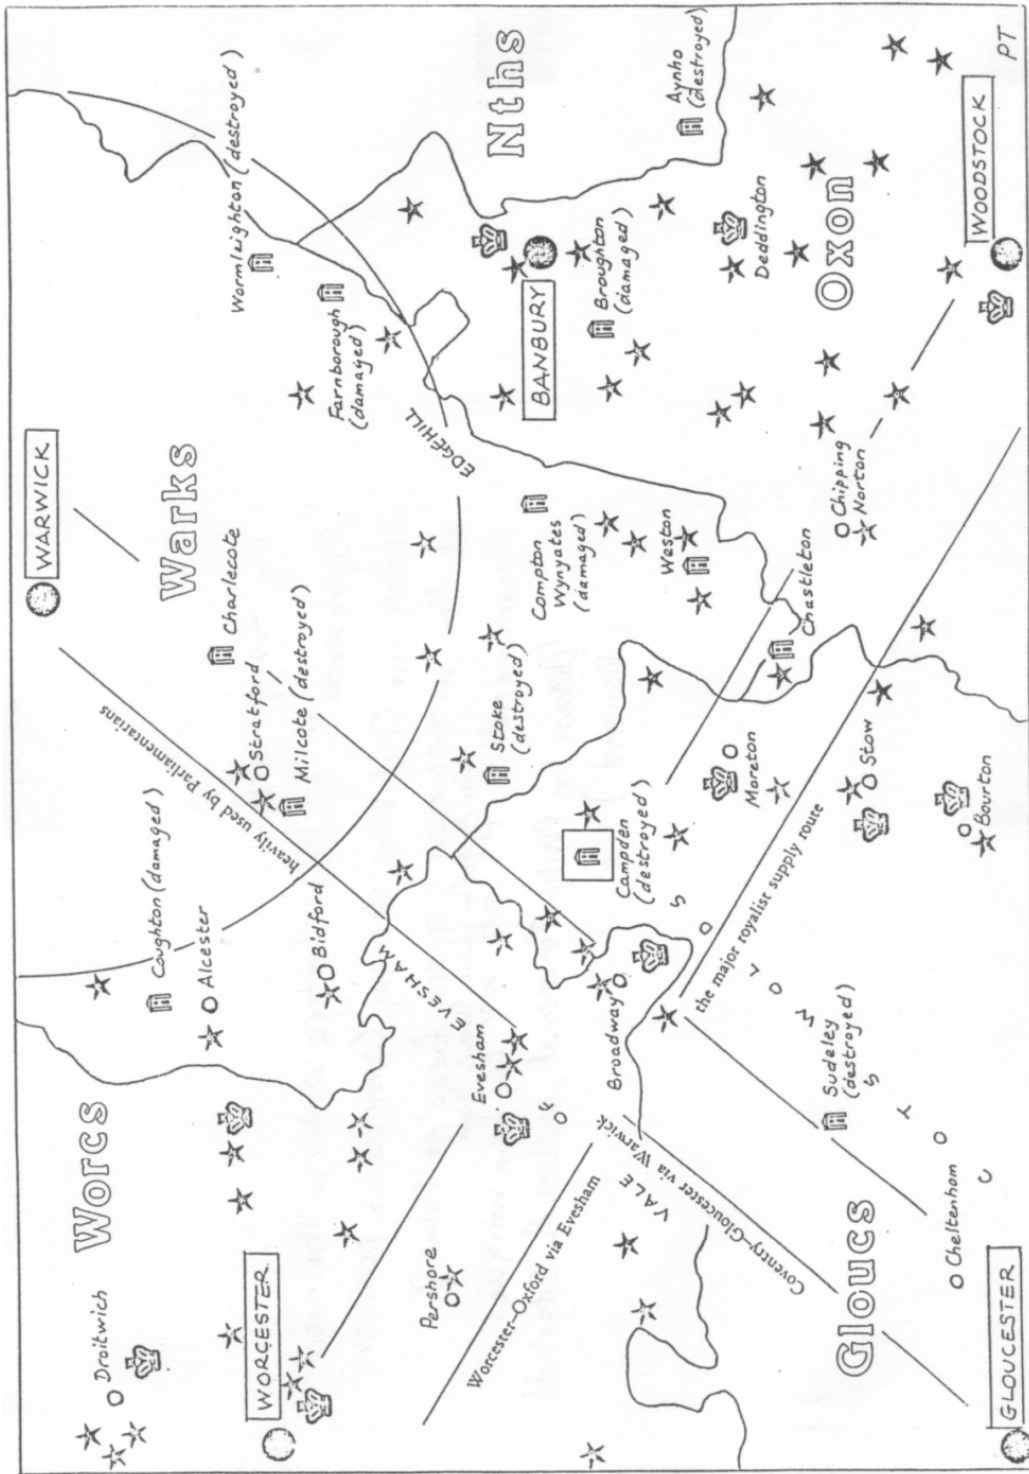 Worcs
Droitwich
WORCESTER
Pershore
Worcester–Oxford via Evesham
Coughton (damaged)
Alcester
Bidford
Evesham
EVESHAM
VALE
OF
heavily used by Parliamentarians
WARWICK
Warks
Charlecote
Stratford
Milcote (destroyed)
Wormleighton (destroyed)
Farnborough
(damaged)
EDGEHILL
Nths
Aynho
(destroyed)
BANBURY
Broughton
(damaged)
Compton
Wynyates
(damaged)
Stoke
(destroyed)
Weston
Campden
(destroyed)
Broadway
Coventry–Gloucester via Warwick
Gloucs
GLOUCESTER
Cheltenham
Sudeley
(destroyed)
COTSWOLDS
the major royalist supply route
Moreton
Stow
Bourton
Chastleton
Chipping
Norton
Deddington
Oxon
WOODSTOCK
PT